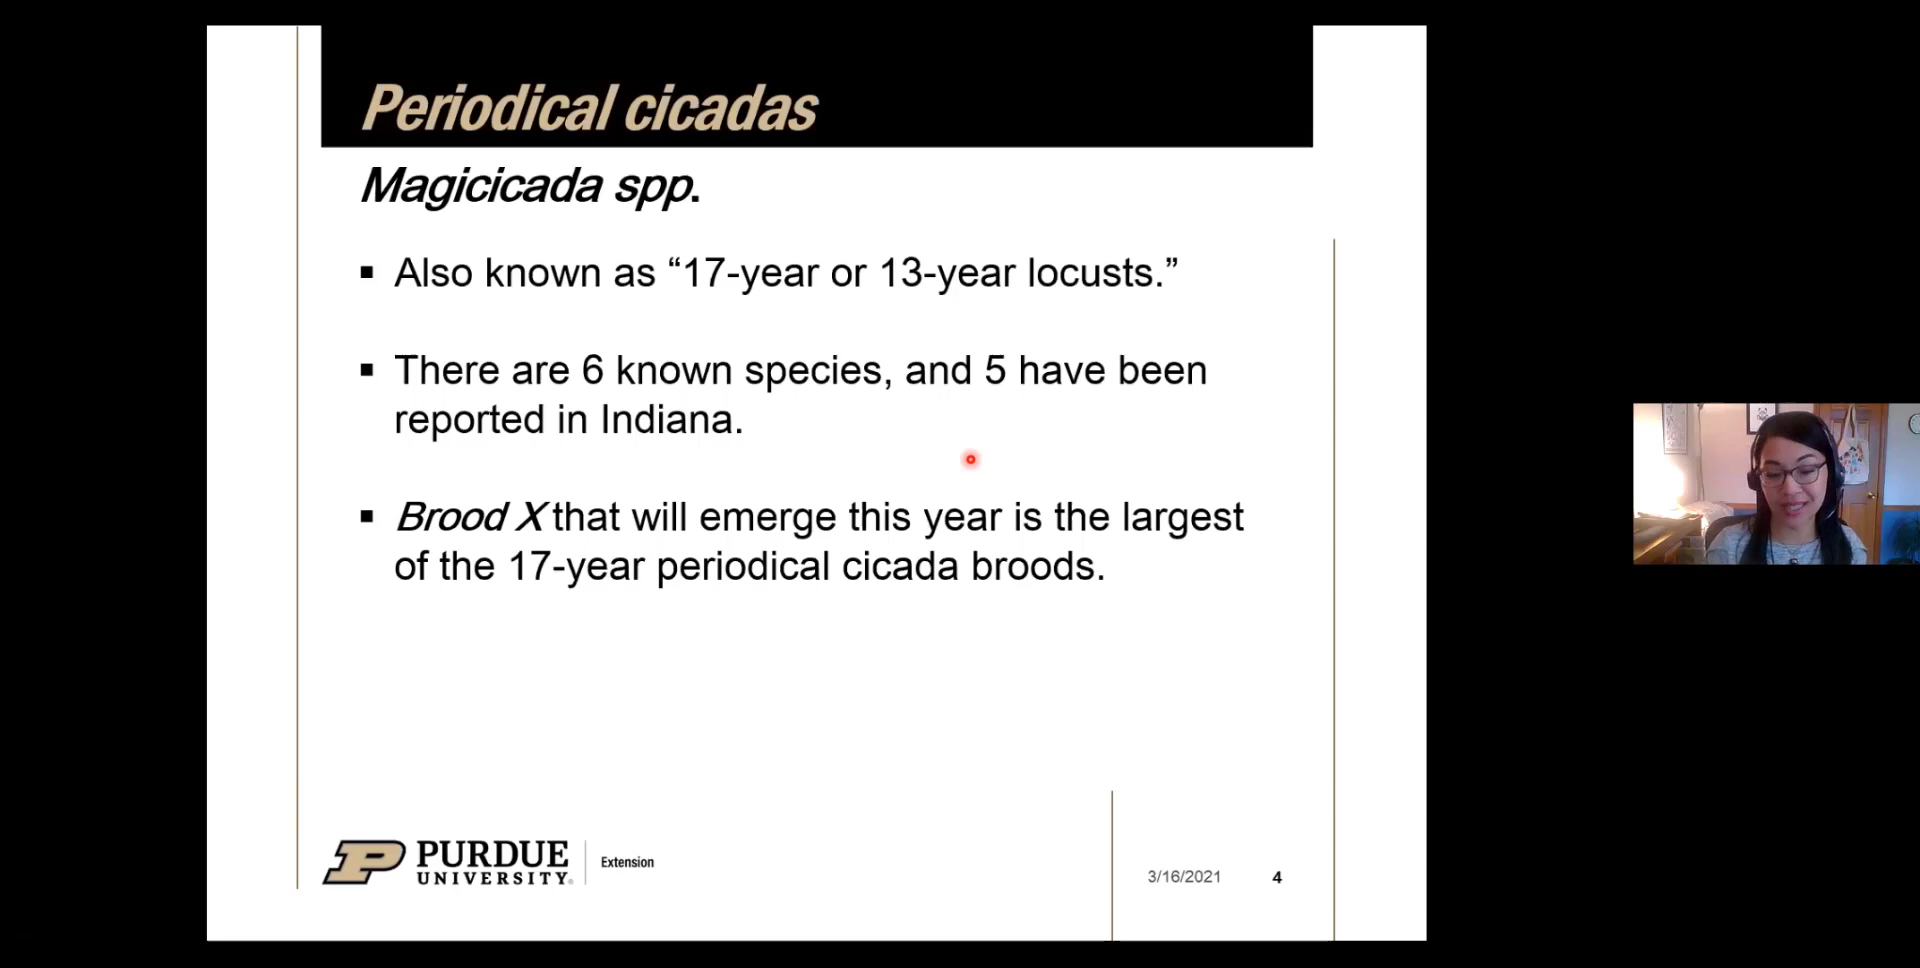 Periodical cicadas
Magicicada spp.
▪ Also known as “17-year or 13-year locusts.”
▪ There are 6 known species, and 5 have been
reported in Indiana.
▪ Brood X that will emerge this year is the largest
of the 17-year periodical cicada broods.
PURDUE
UNIVERSITY®
Extension
3/16/2021
4